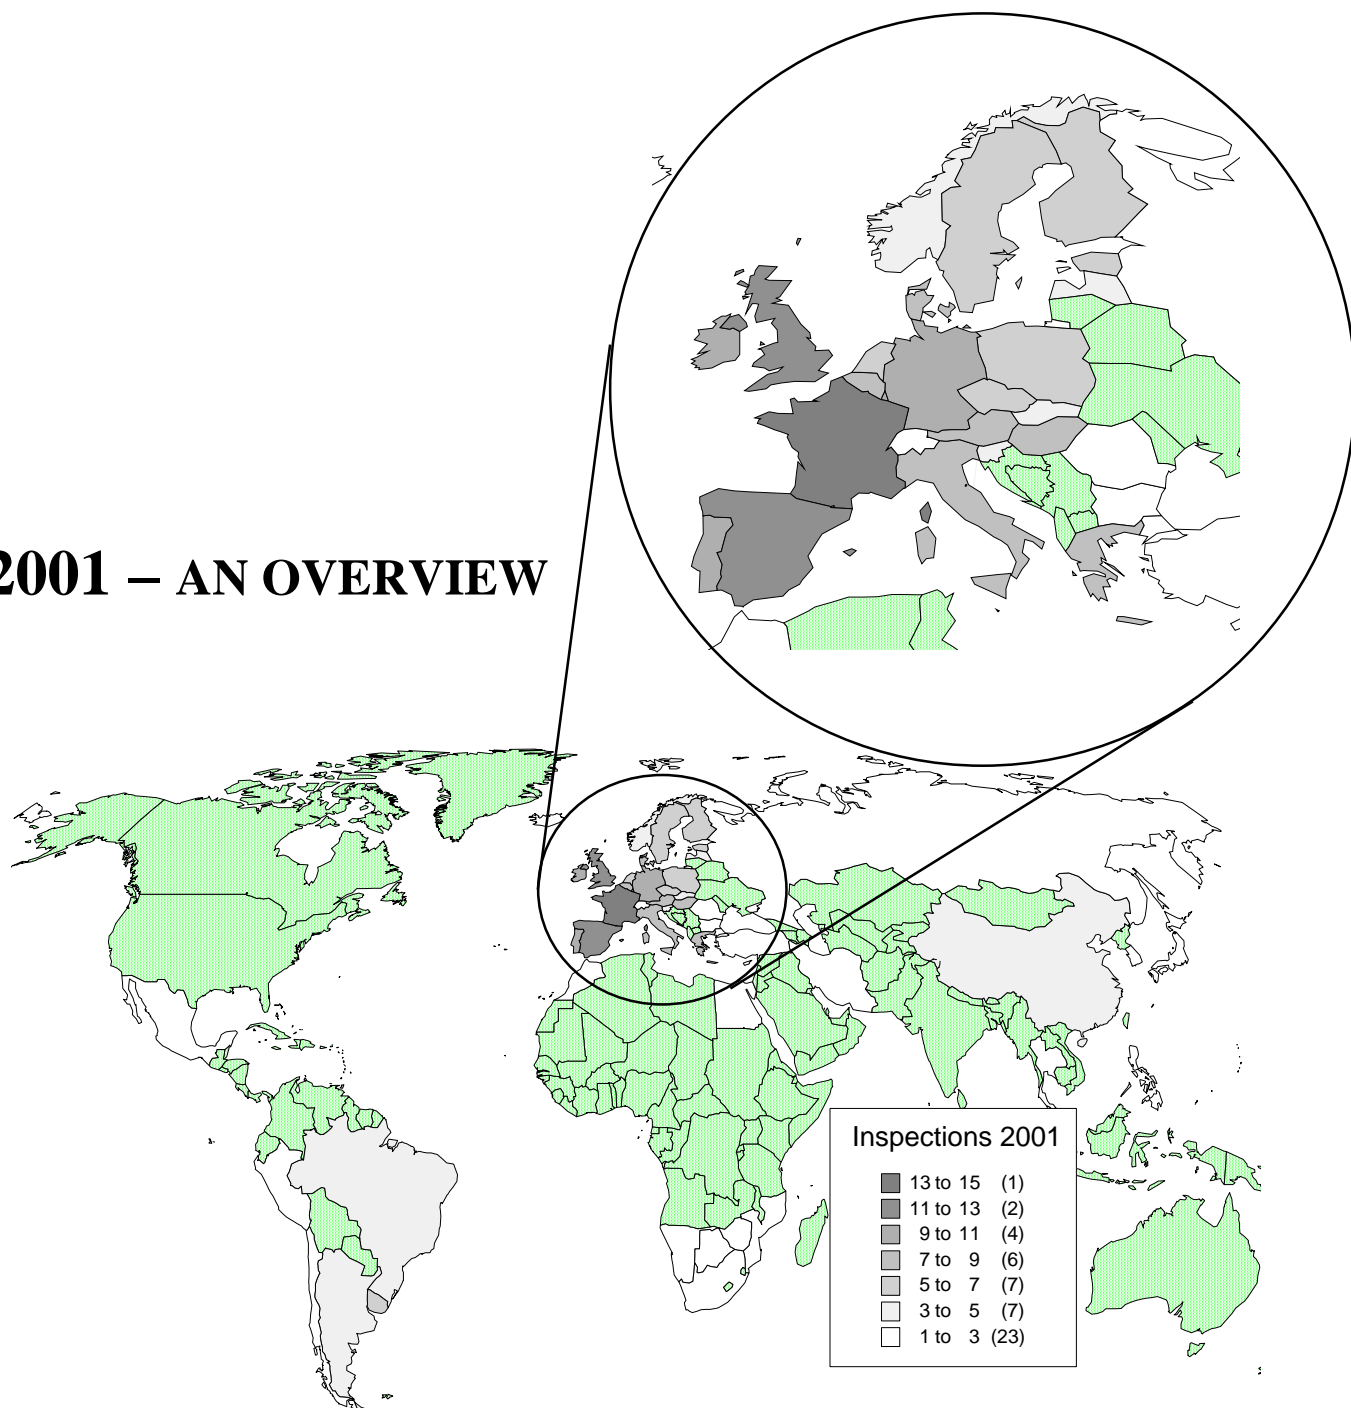 2001 – AN OVERVIEW
Inspections 2001
13 to 15 (1)
11 to 13 (2)
9 to 11 (4)
7 to 9 (6)
5 to 7 (7)
3 to 5 (7)
1 to 3 (23)